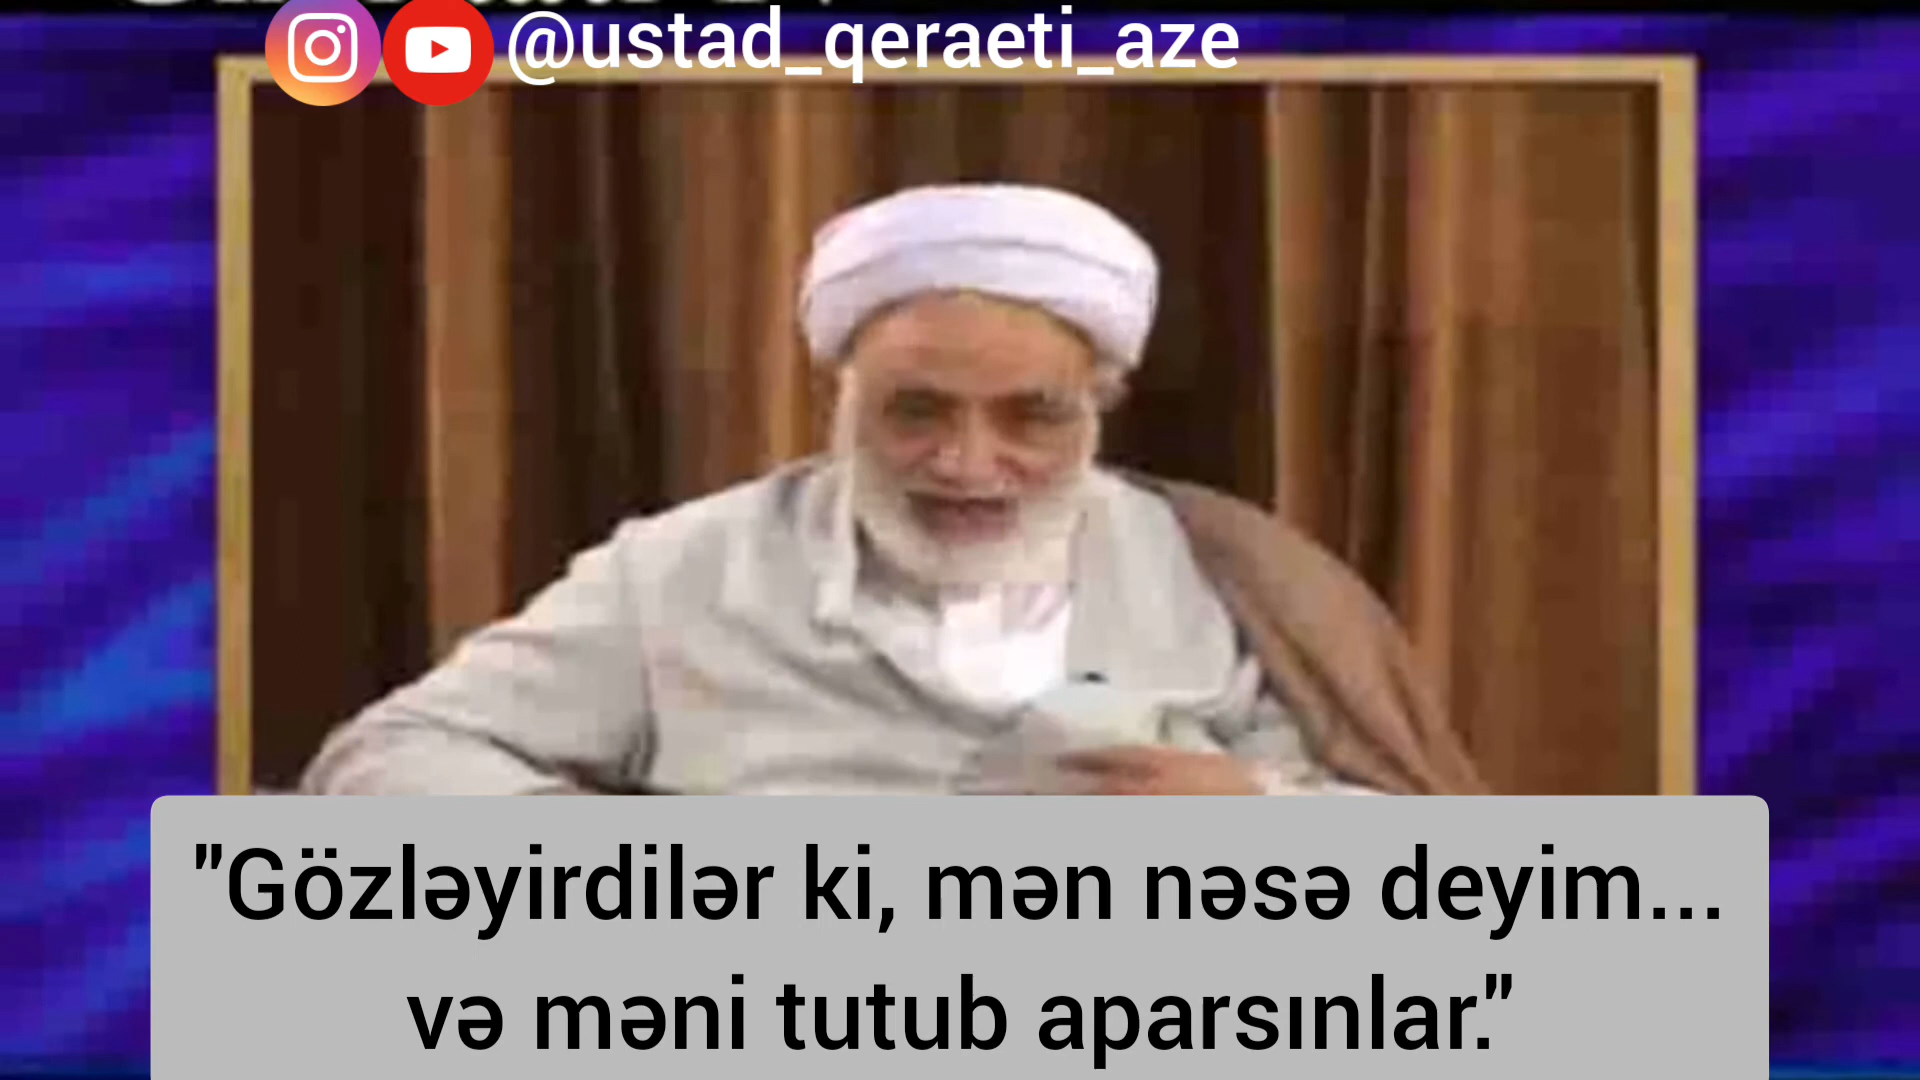 @ustad_qeraeti_aze
"Gözləyirdilər ki, mən nəsə deyim...
və məni tutub aparsınlar."